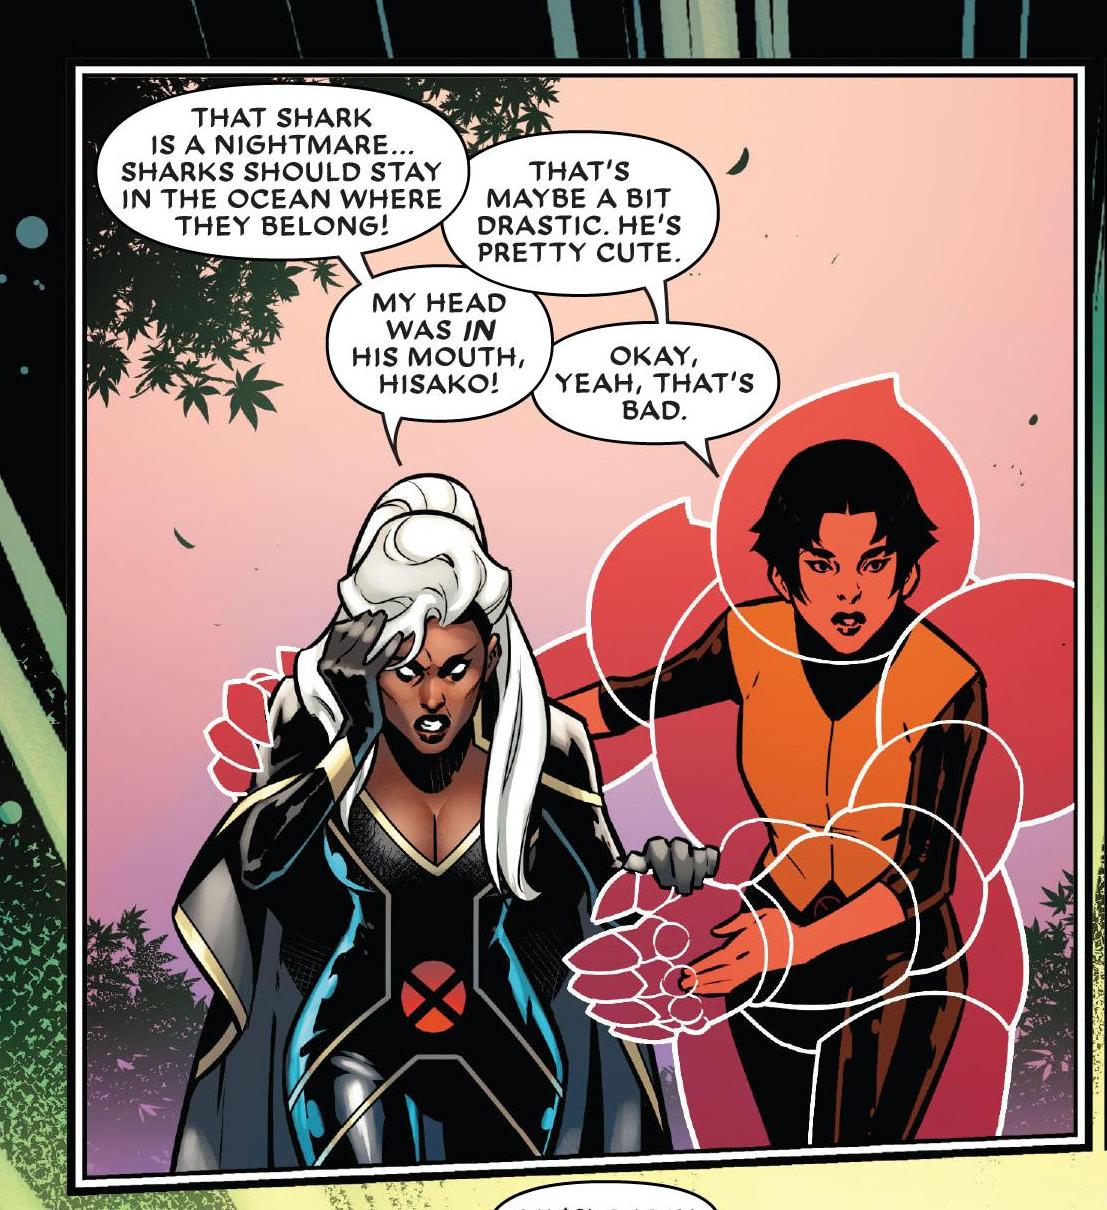 THAT SHARK
IS A NIGHTMARE...
SHARKS SHOULD STAY
IN THE OCEAN WHERE
THEY BELONG!
THAT'S
MAYBE A BIT
DRASTIC. HE'S
PRETTY CUTE.
MY HEAD
WAS IN
HIS MOUTH,
HISAKO!
OKAY,
YEAH, THAT'S
BAD.